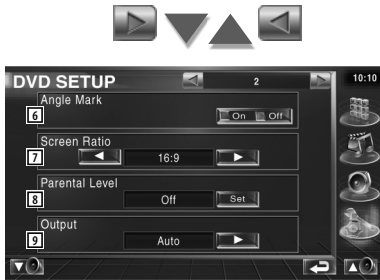 DVD SETUP 2 10:10
Angle Mark
6 On Off
Screen Ratio
7 16:9
Parental Level
8 Off Set
Output
9 Auto